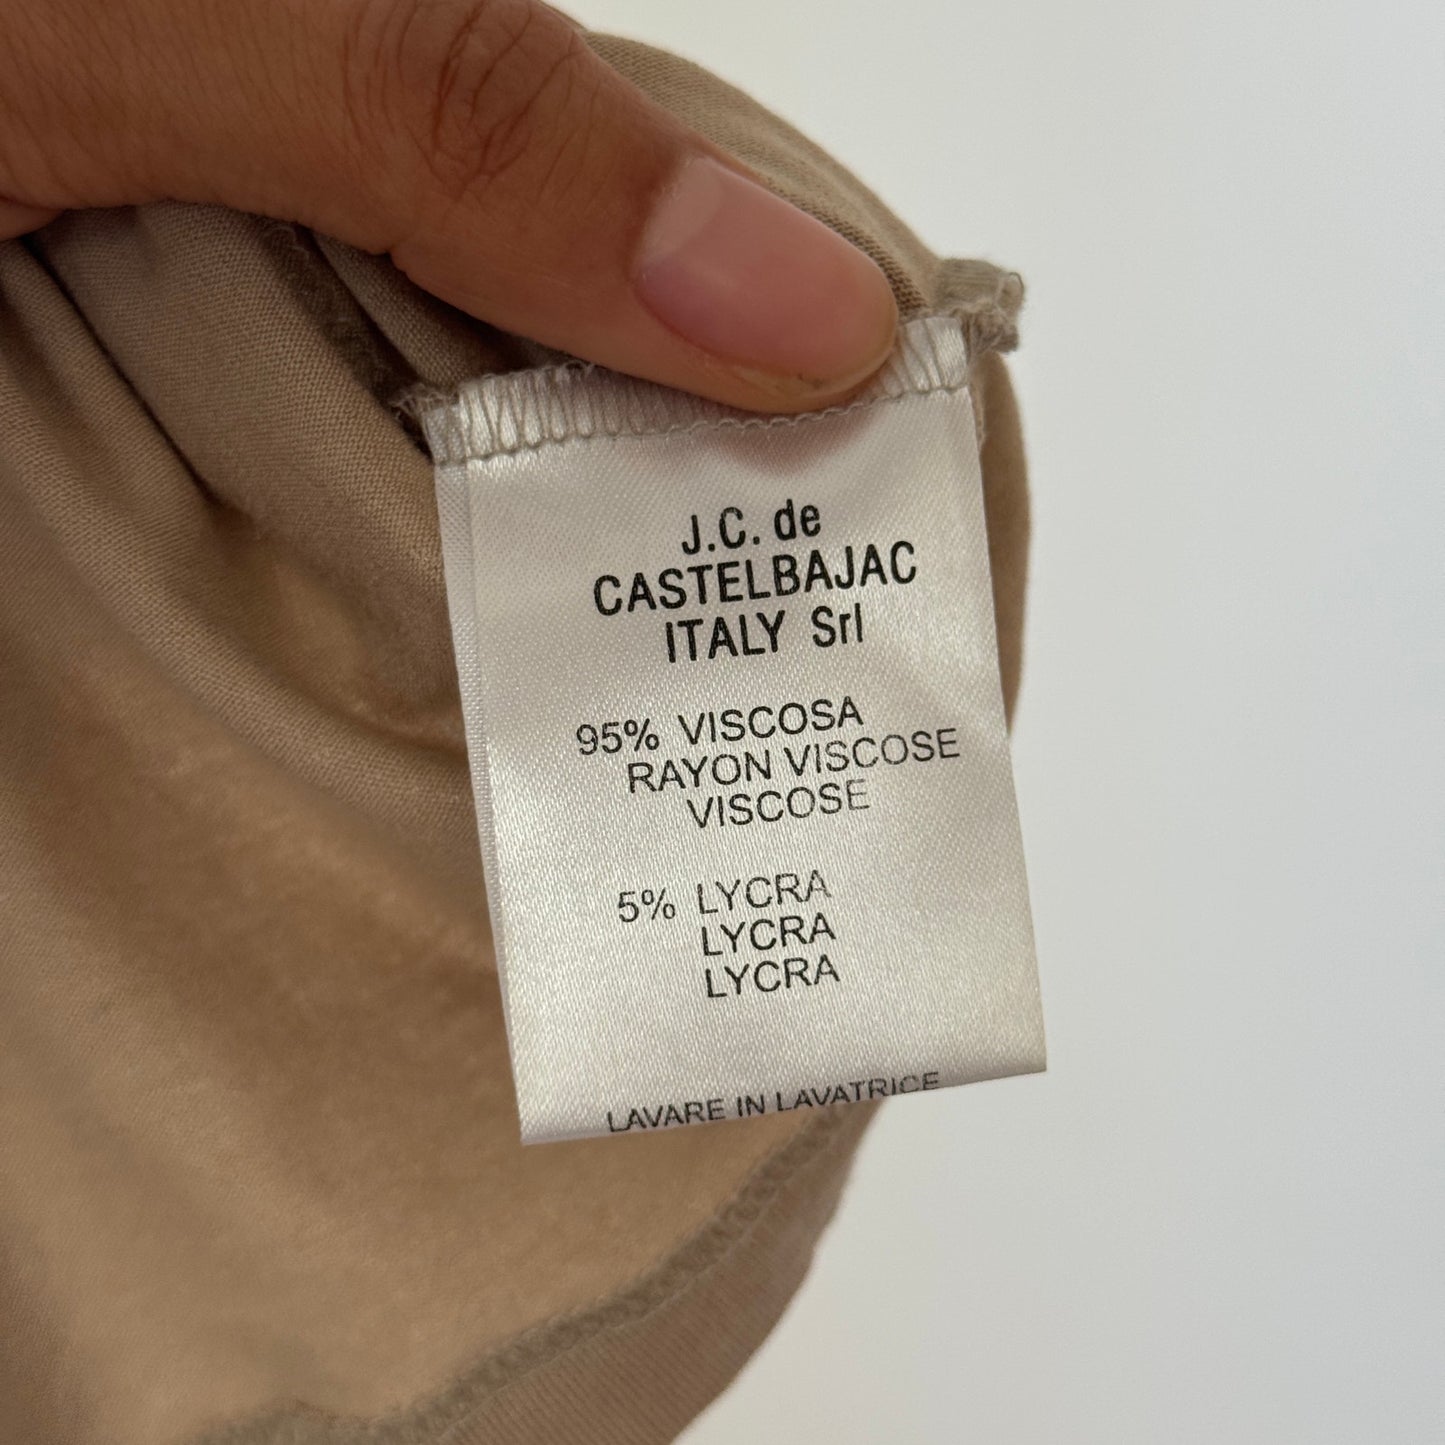 J.C. de
CASTELBAJAC
ITALY Srl
95% VISCOSA
RAYON VISCOSE
VISCOSE
5% LYCRA
LYCRA
LYCRA
LAVARE IN LAVATRICE